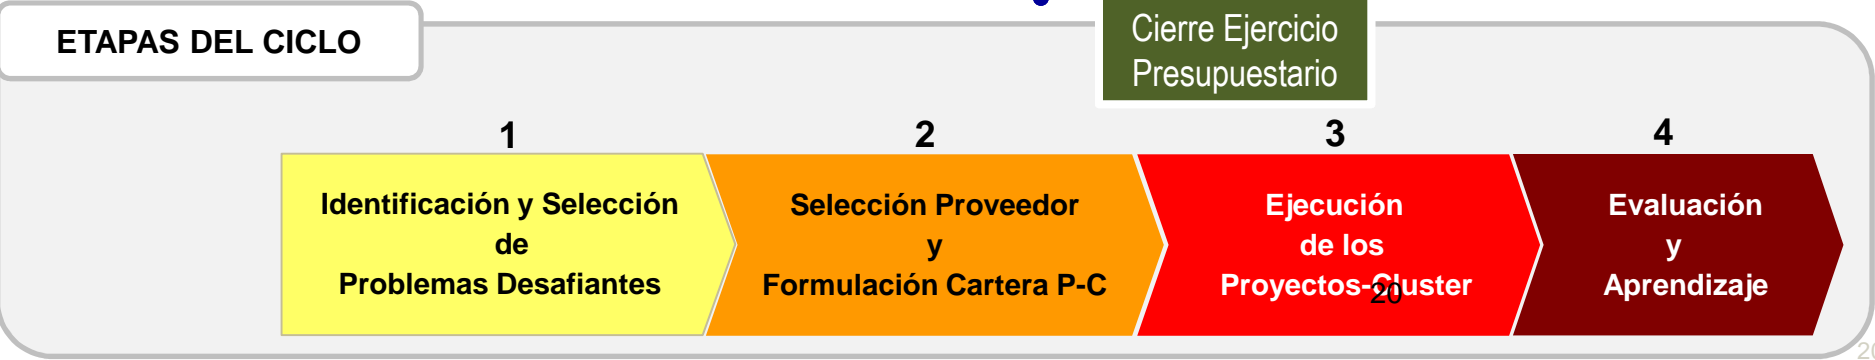 ETAPAS DEL CICLO
Cierre Ejercicio
Presupuestario
1
2
3
4
Identificación y Selección
de
Problemas Desafiantes
Selección Proveedor
y
Formulación Cartera P-C
Ejecución
de los
Proyectos-Cluster
20
Evaluación
y
Aprendizaje